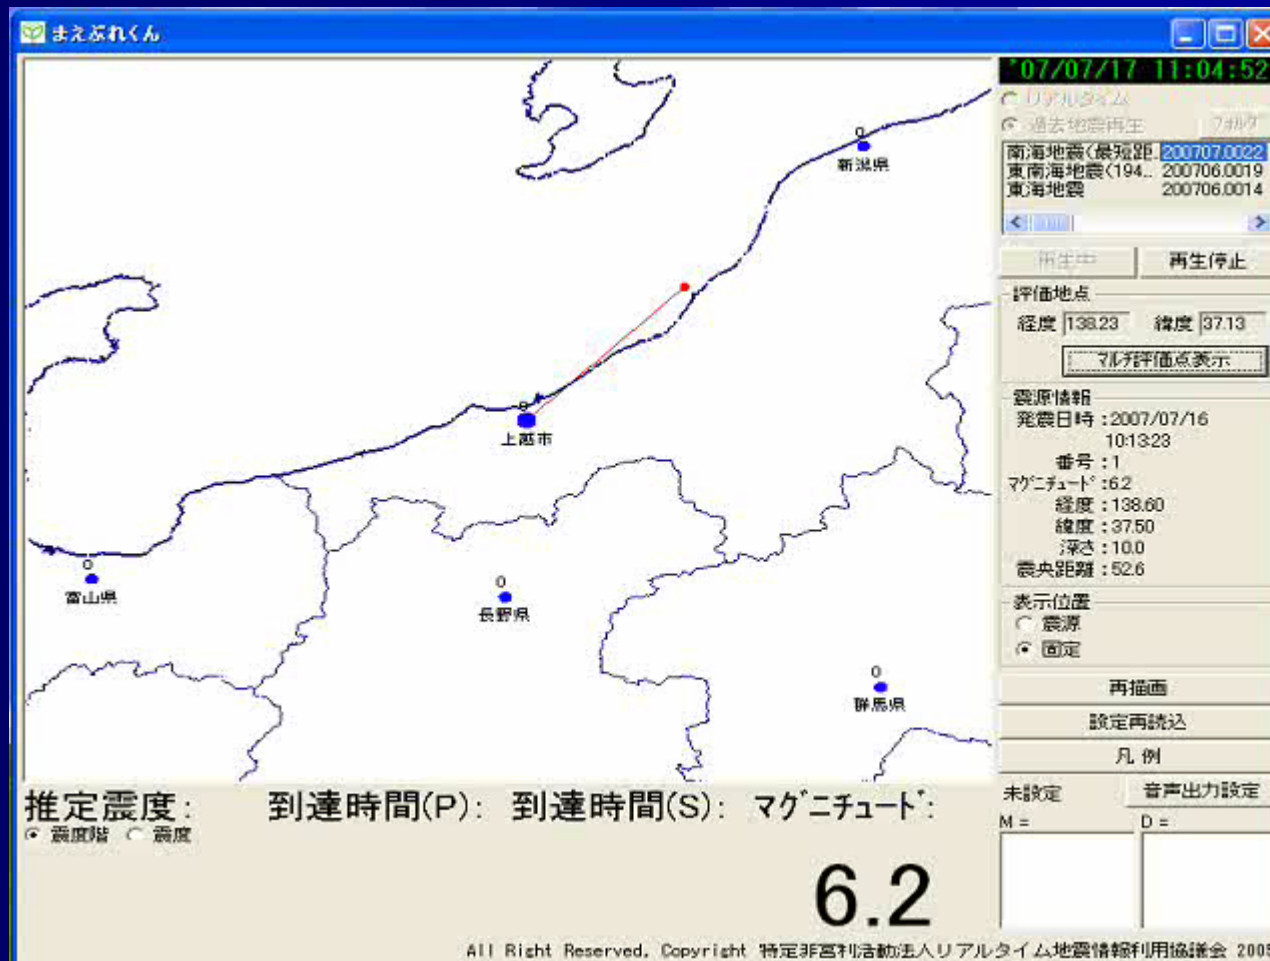 まえぶれくん
'07/07/17 11:04:52
リアルタイム
過去地震再生 フォルダ
南海地震(最短距.. 200707.0022
東南海地震(194... 200706.0019
東海地震 200706.0014
再生中 再生停止
評価地点
経度 138.23 緯度 37.13
マルチ評価点表示
震源情報
発震日時 :2007/07/16
10:13:23
番号 :1
マグニチュード :6.2
経度 :138.60
緯度 :37.50
深さ :10.0
震央距離 :52.6
表示位置
震源
固定
再描画
設定再読込
凡 例
未設定 音声出力設定
M = D =
0
新潟県
0
上越市
0
富山県
0
長野県
0
群馬県
推定震度: 到達時間(P): 到達時間(S): マグニチュード:
震度階 震度
6.2
All Right Reserved, Copyright 特定非営利活動法人リアルタイム地震情報利用協議会 2005